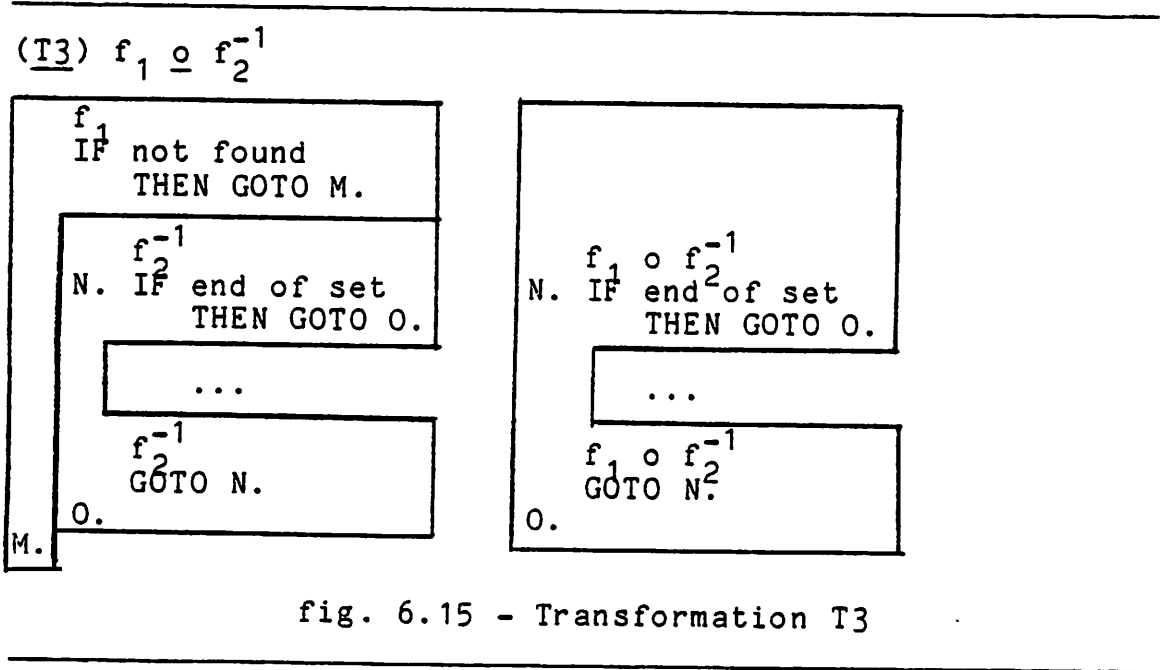 (T3) f₁ o f₂⁻¹
f₁
IF not found
THEN GOTO M.
f₂⁻¹
N. IF end of set
THEN GOTO O.
...
f₂⁻¹
GOTO N.
O.
M.
f₁ o f₂⁻¹
N. IF end of set
THEN GOTO O.
...
f₁ o f₂⁻¹
GOTO N.
O.
fig. 6.15 - Transformation T3